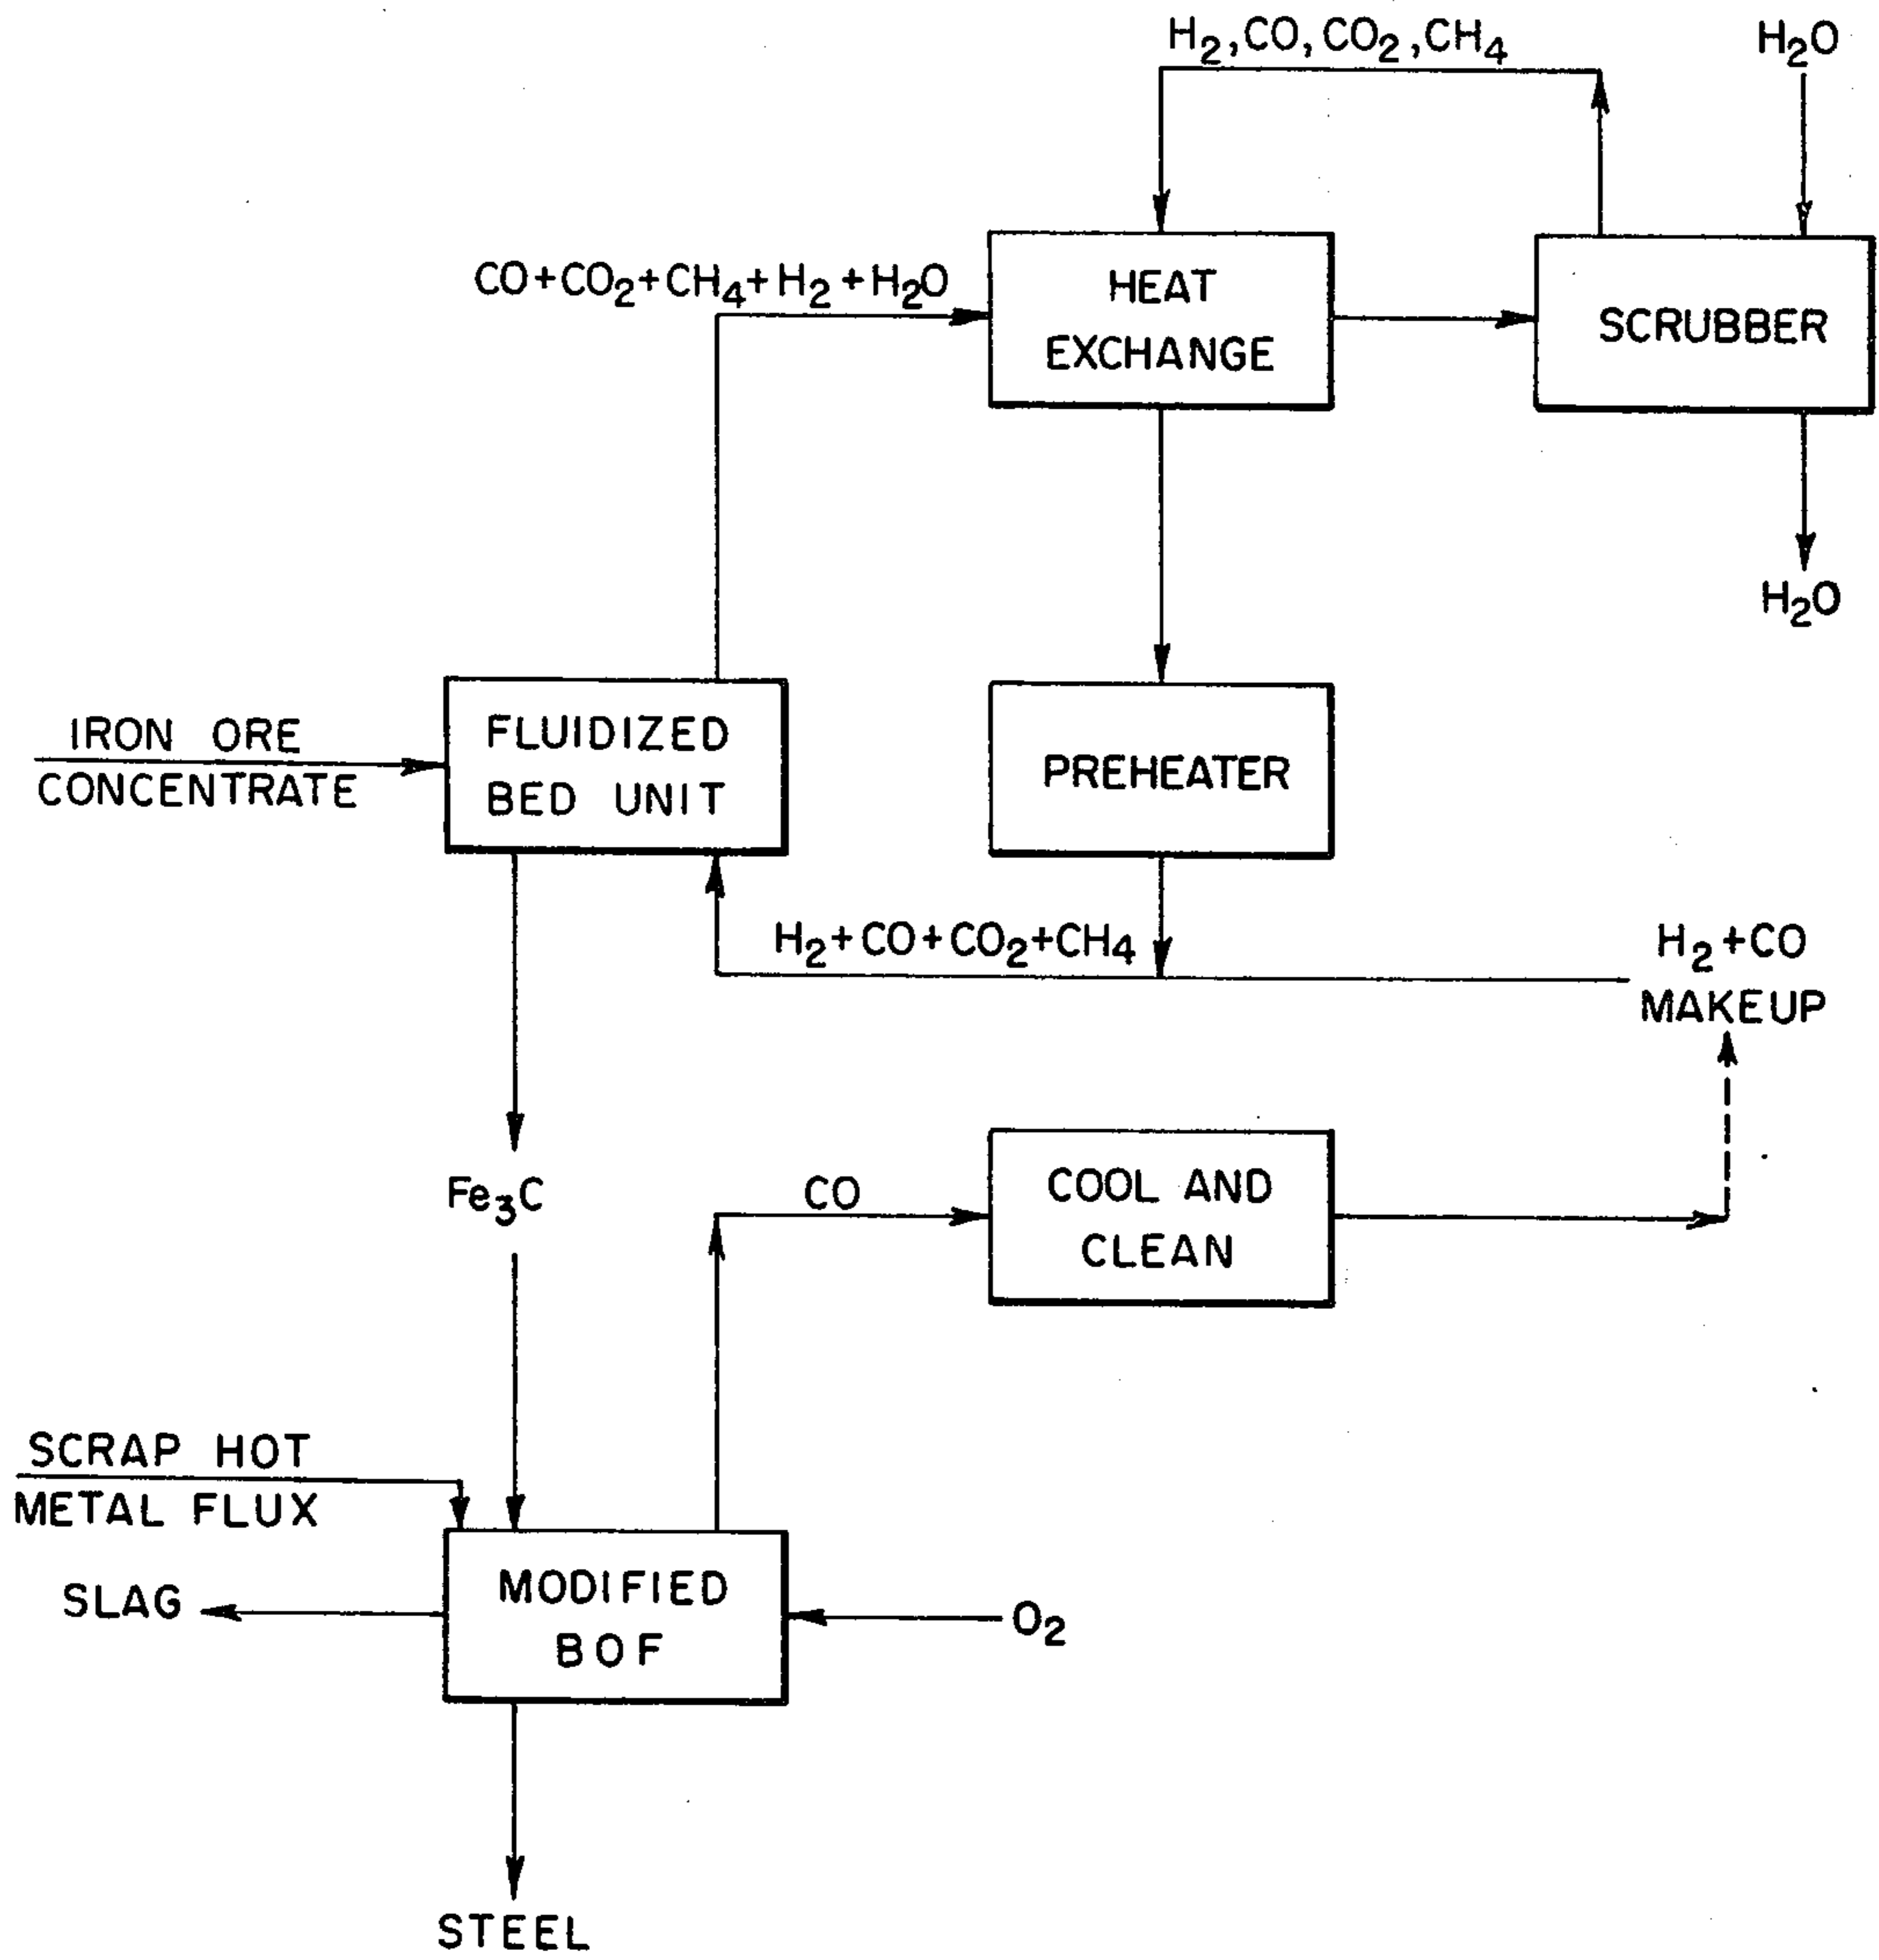 H₂,CO,CO₂,CH₄
H₂O
CO+CO₂+CH₄+H₂+H₂O
HEAT
EXCHANGE
SCRUBBER
H₂O
IRON ORE
CONCENTRATE
FLUIDIZED
BED UNIT
PREHEATER
H₂+CO+CO₂+CH₄
H₂+CO
MAKEUP
Fe₃C
CO
COOL AND
CLEAN
SCRAP HOT
METAL FLUX
SLAG
MODIFIED
BOF
O₂
STEEL